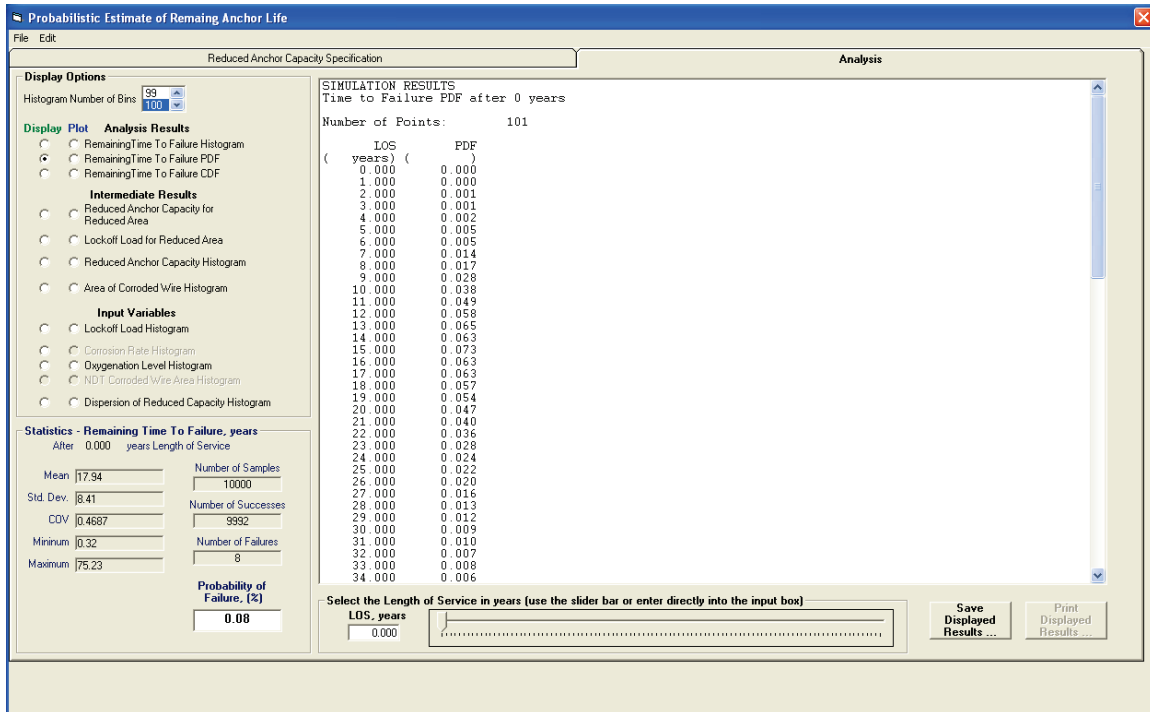 Probabilistic Estimate of Remaing Anchor Life
File Edit
Reduced Anchor Capacity Specification
Analysis
Display Options
Histogram Number of Bins 99
100
Display Plot Analysis Results
RemainingTime To Failure Histogram
RemainingTime To Failure PDF
RemainingTime To Failure CDF
Intermediate Results
Reduced Anchor Capacity for
Reduced Area
Lockoff Load for Reduced Area
Reduced Anchor Capacity Histogram
Area of Corroded Wire Histogram
Input Variables
Lockoff Load Histogram
Corrosion Rate Histogram
Oxygenation Level Histogram
NDT Corroded Wire Area Histogram
Dispersion of Reduced Capacity Histogram
Statistics - Remaining Time To Failure, years
After 0.000 years Length of Service
Mean 17.94
Std. Dev. 8.41
COV 0.4687
Mininum 0.32
Maximum 75.23
Number of Samples
10000
Number of Successes
9992
Number of Failures
8
Probability of
Failure, (%)
0.08
SIMULATION RESULTS
Time to Failure PDF after 0 years
Number of Points: 101
LOS PDF
( years) ( )
0.000 0.000
1.000 0.000
2.000 0.001
3.000 0.001
4.000 0.002
5.000 0.005
6.000 0.005
7.000 0.014
8.000 0.017
9.000 0.028
10.000 0.038
11.000 0.049
12.000 0.058
13.000 0.065
14.000 0.063
15.000 0.073
16.000 0.063
17.000 0.063
18.000 0.057
19.000 0.054
20.000 0.047
21.000 0.040
22.000 0.036
23.000 0.028
24.000 0.024
25.000 0.022
26.000 0.020
27.000 0.016
28.000 0.013
29.000 0.012
30.000 0.009
31.000 0.010
32.000 0.007
33.000 0.008
34.000 0.006
Select the Length of Service in years (use the slider bar or enter directly into the input box)
LOS, years
0.000
Save
Displayed
Results ...
Print
Displayed
Results ...